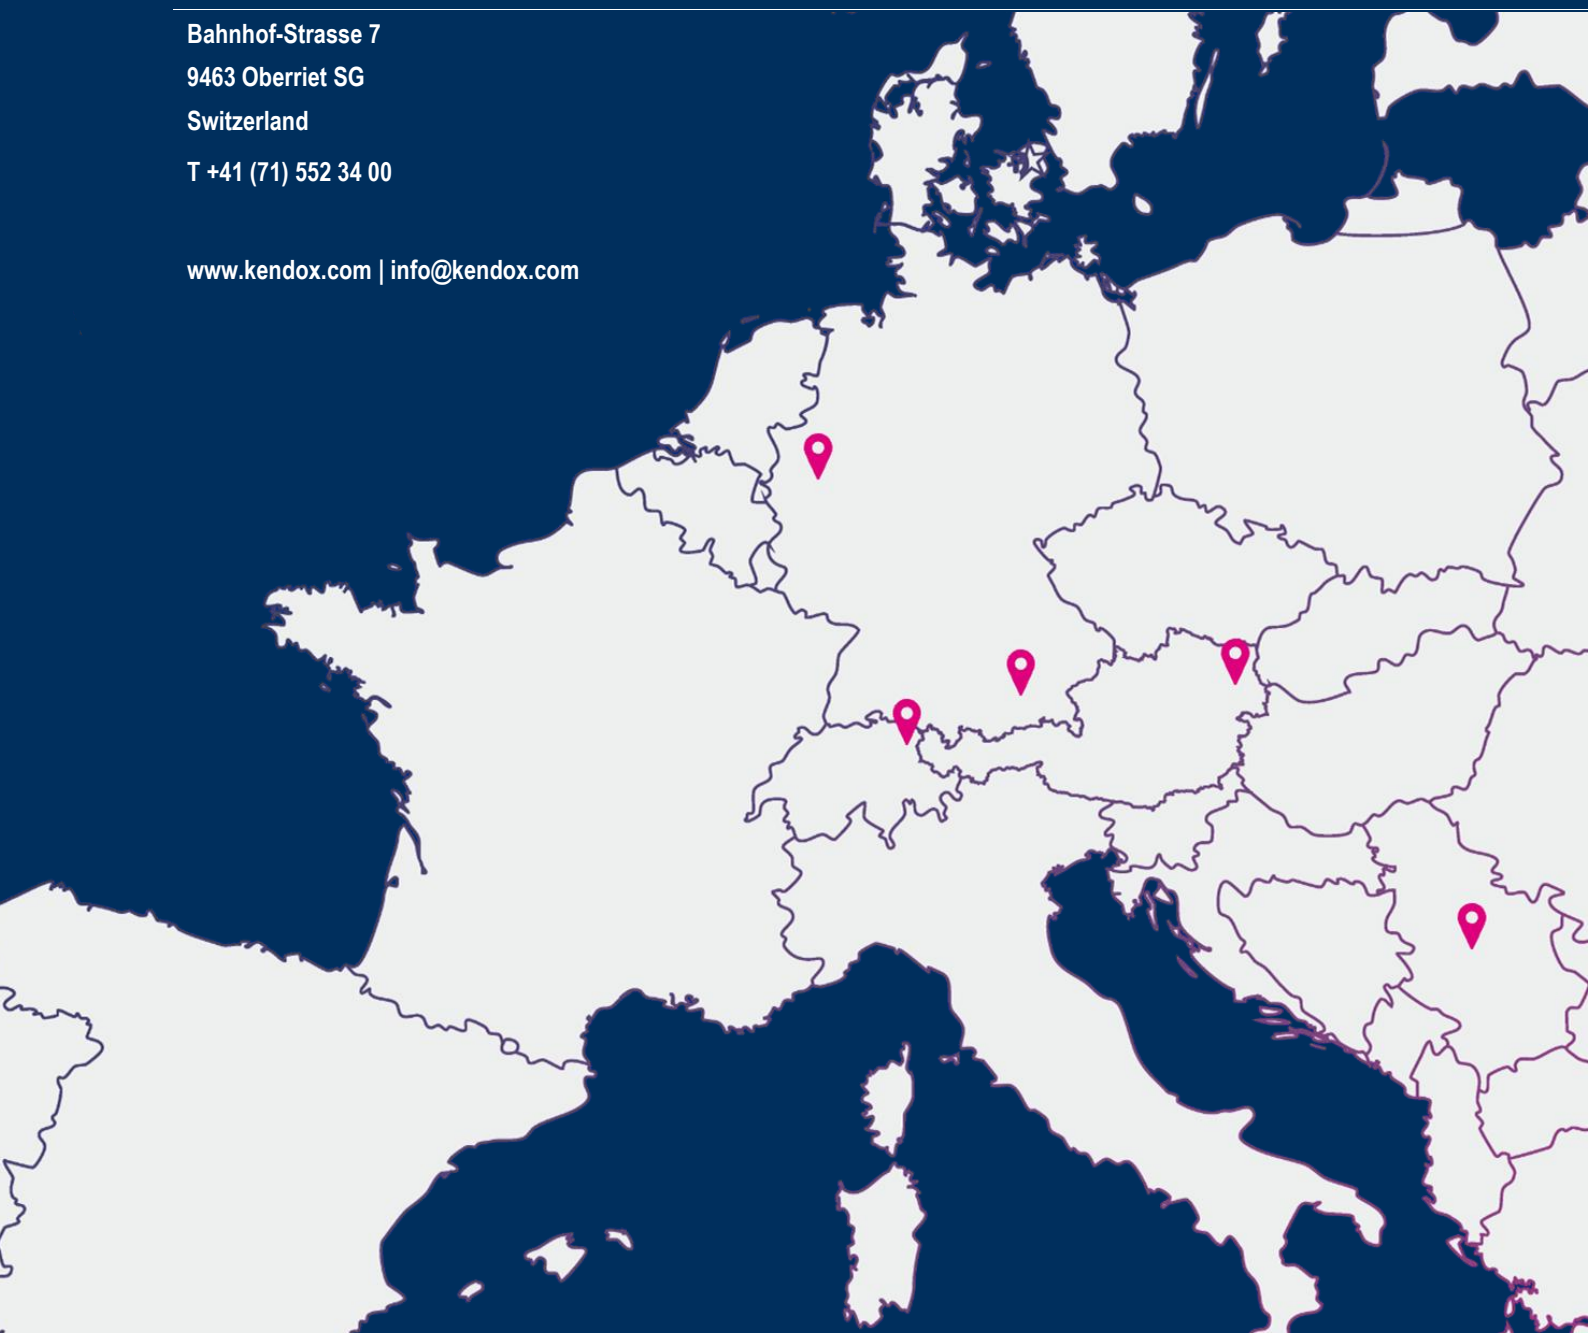 Bahnhof-Strasse 7
9463 Oberriet SG
Switzerland
T +41 (71) 552 34 00
www.kendox.com | info@kendox.com